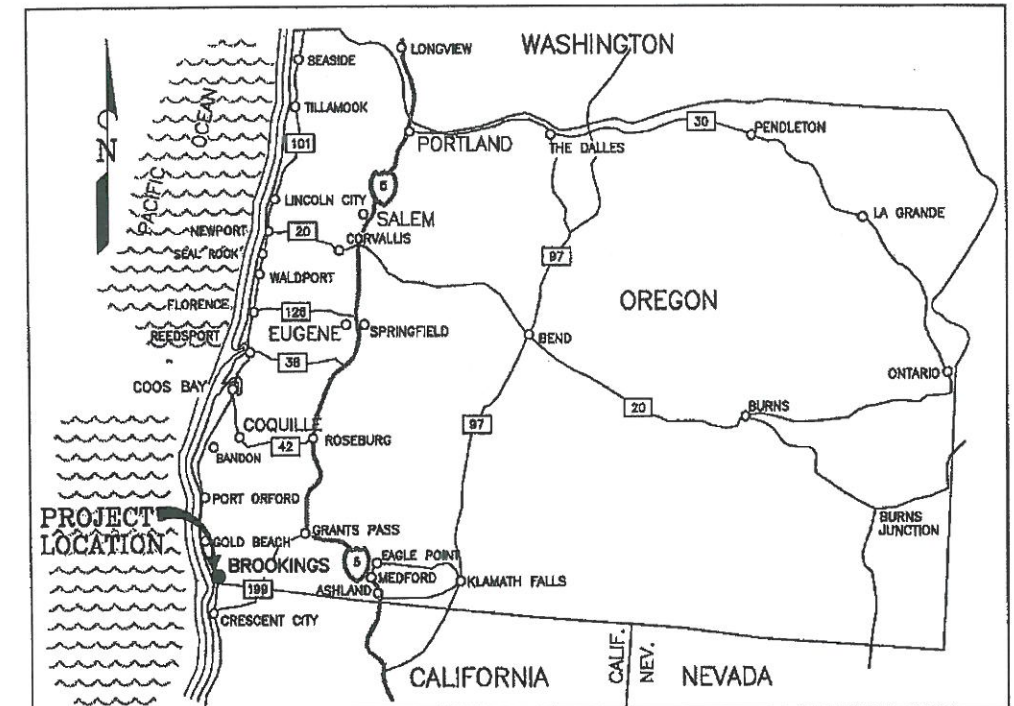 WASHINGTON
LONGVIEW
SEASIDE
TILLAMOOK
PACIFIC OCEAN
N
101
PORTLAND
THE DALLES
30
PENDLETON
5
LINCOLN CITY
SALEM
LA GRANDE
NEWPORT
20
CORVALLIS
SEAL ROCK
97
WALDPORT
OREGON
FLORENCE
126
EUGENE
SPRINGFIELD
REEDSPORT
BEND
38
ONTARIO
COOS BAY
20
BURNS
COQUILLE
97
42
ROSEBURG
BANDON
PORT ORFORD
PROJECT
LOCATION
BURNS
JUNCTION
GOLD BEACH
GRANTS PASS
5
EAGLE POINT
BROOKINGS
MEDFORD
199
ASHLAND
KLAMATH FALLS
CRESCENT CITY
CALIFORNIA
CALIF.
NEV.
NEVADA